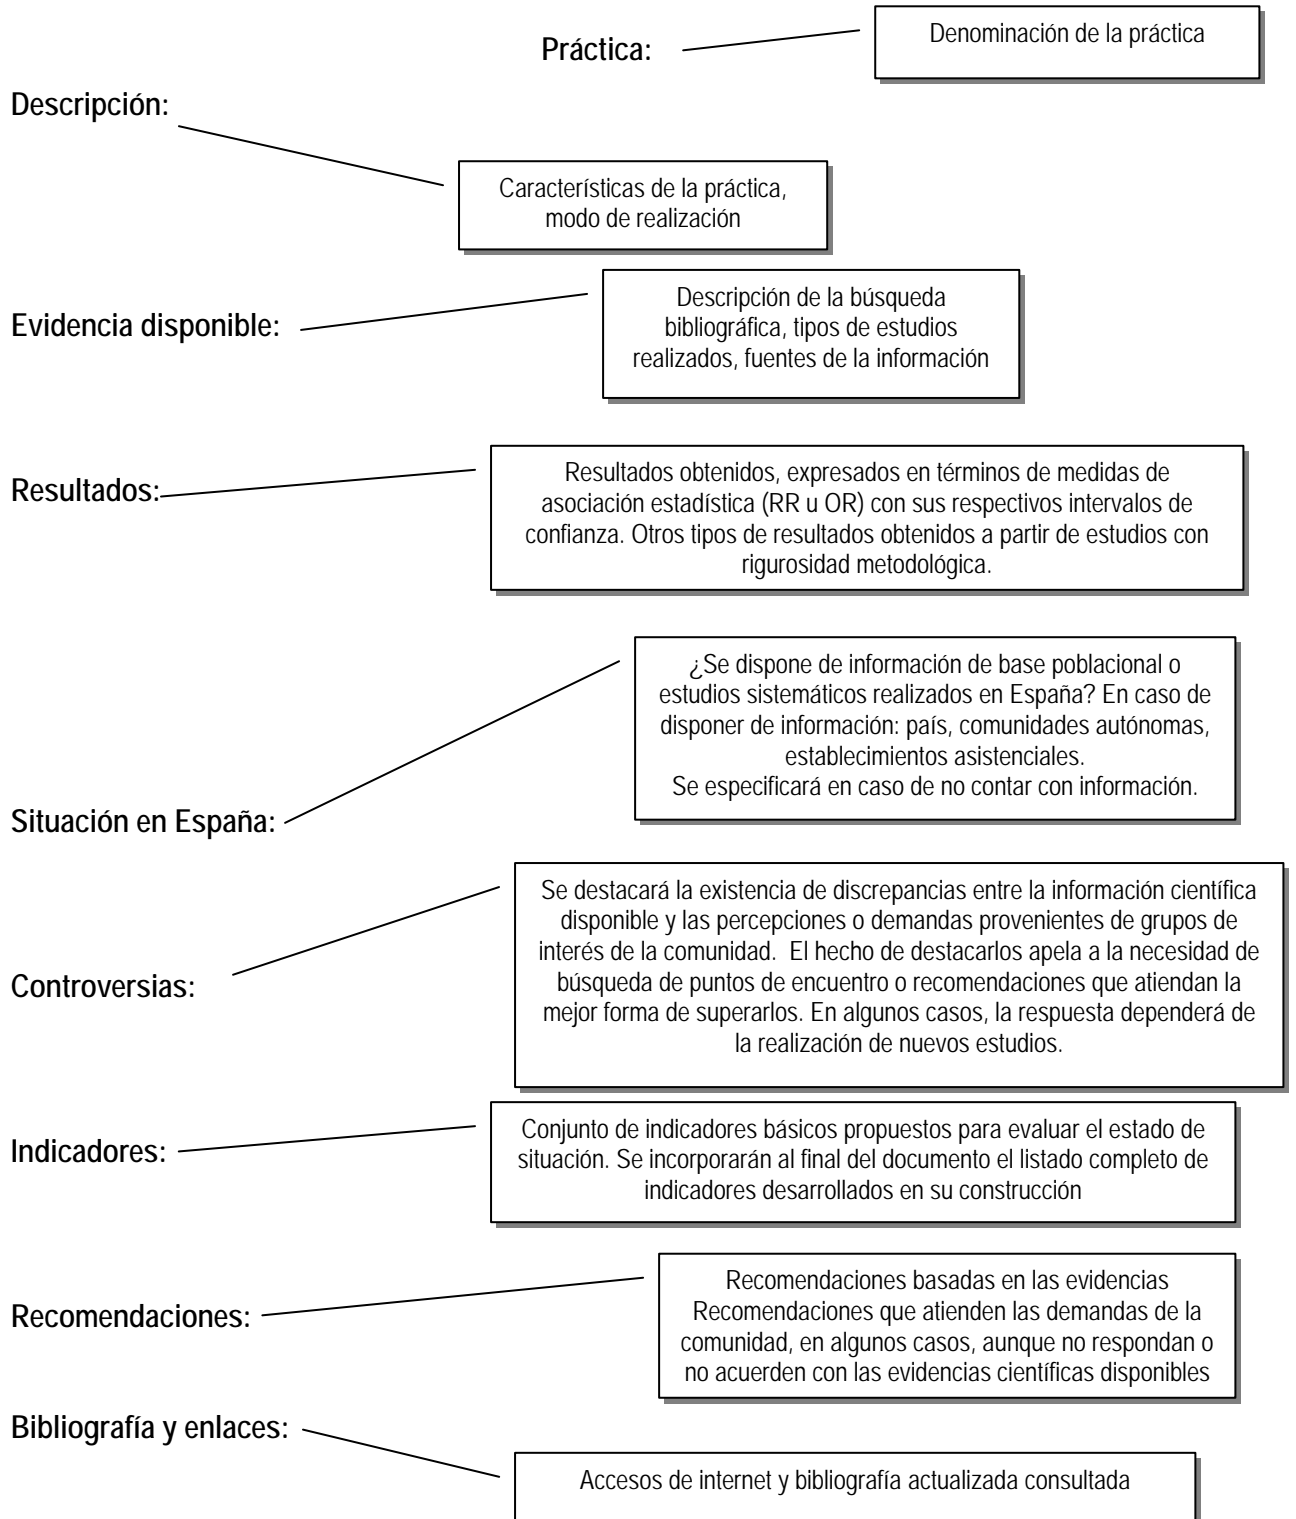 Práctica:
Denominación de la práctica
Descripción:
Características de la práctica,
modo de realización
Evidencia disponible:
Descripción de la búsqueda
bibliográfica, tipos de estudios
realizados, fuentes de la información
Resultados:
Resultados obtenidos, expresados en términos de medidas de
asociación estadística (RR u OR) con sus respectivos intervalos de
confianza. Otros tipos de resultados obtenidos a partir de estudios con
rigurosidad metodológica.
Situación en España:
¿Se dispone de información de base poblacional o
estudios sistemáticos realizados en España? En caso de
disponer de información: país, comunidades autónomas,
establecimientos asistenciales.
Se especificará en caso de no contar con información.
Controversias:
Se destacará la existencia de discrepancias entre la información científica
disponible y las percepciones o demandas provenientes de grupos de
interés de la comunidad. El hecho de destacarlos apela a la necesidad de
búsqueda de puntos de encuentro o recomendaciones que atiendan la
mejor forma de superarlos. En algunos casos, la respuesta dependerá de
la realización de nuevos estudios.
Indicadores:
Conjunto de indicadores básicos propuestos para evaluar el estado de
situación. Se incorporarán al final del documento el listado completo de
indicadores desarrollados en su construcción
Recomendaciones:
Recomendaciones basadas en las evidencias
Recomendaciones que atienden las demandas de la
comunidad, en algunos casos, aunque no respondan o
no acuerden con las evidencias científicas disponibles
Bibliografía y enlaces:
Accesos de internet y bibliografía actualizada consultada